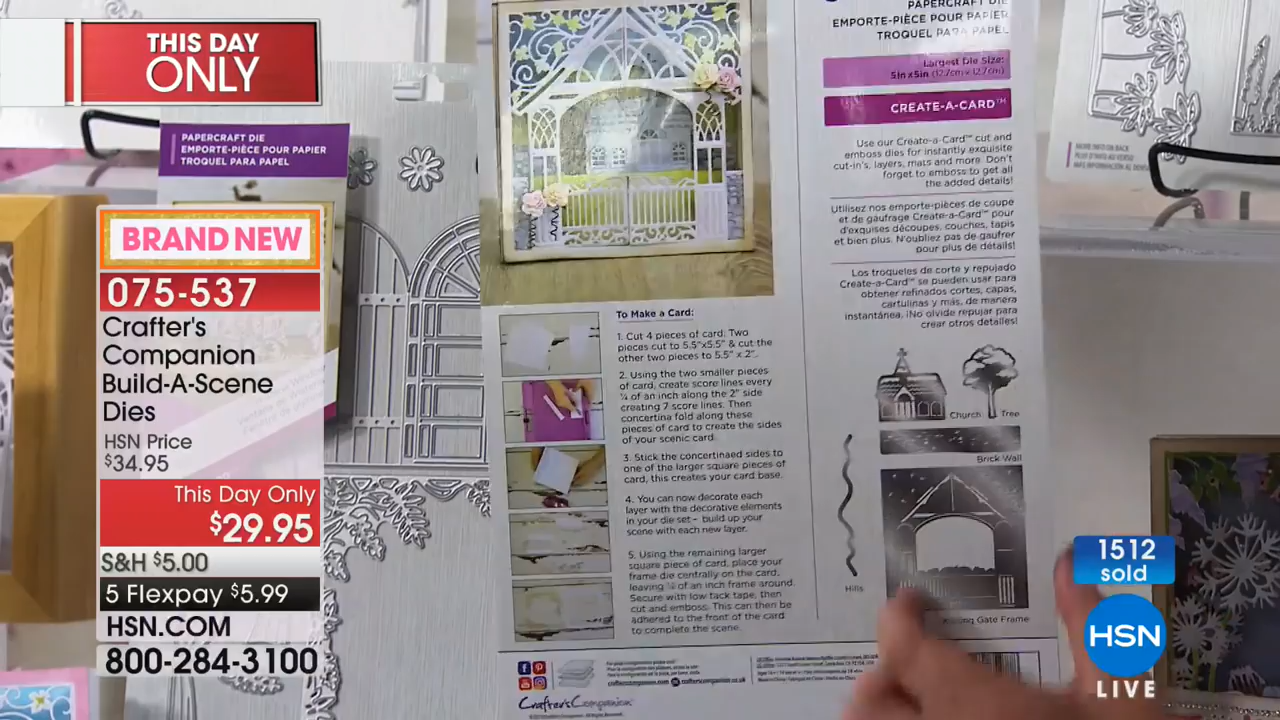 THIS DAY
ONLY
BRAND NEW
075-537
Crafter's
Companion
Build-A-Scene
Dies
HSN Price
$34.95
This Day Only
$29.95
S&H $5.00
5 Flexpay $5.99
HSN.COM
800-284-3100
PAPERCRAFT DIE
EMPORTE-PIÈCE POUR PAPIER
TROQUEL PARA PAPEL
PAPERCRAFT DIE
EMPORTE-PIÈCE POUR PAPIER
TROQUEL PARA PAPEL
Largest Die Size:
5in x 5in (12.7cm x 12.7cm)
CREATE-A-CARD™
Use our Create-a-Card™ cut and
emboss dies for instantly exquisite
cut-in's, layers, mats and more. Don't
forget to emboss to get all
the added details!
Utilisez nos emporte-pièces de coupe
et de gaufrage Create-a-Card™ pour
d'exquises découpes, couches, tapis
et bien plus. N'oubliez pas de gaufrer
pour plus de détails!
Los troqueles de corte y repujado
Create-a-Card™ se pueden usar para
obtener refinados cortes, capas,
cartulinas y más, de manera
instantánea. ¡No olvide repujar para
crear otros detalles!
To Make a Card:
1. Cut 4 pieces of card: Two
pieces cut to 5.5"x5.5" & cut the
other two pieces to 5.5" x 2".
2. Using the two smaller pieces
of card, create score lines every
¼ of an inch along the 2" side
creating 7 score lines. Then
concertina fold along these
pieces of card to create the sides
of your scenic card.
3. Stick the concertinaed sides to
one of the larger square pieces of
card, this creates your card base.
4. You can now decorate each
layer with the decorative elements
in your die set - build up your
scene with each new layer.
5. Using the remaining larger
square piece of card, place your
frame die centrally on the card,
leaving of an inch frame around.
Secure with low tack tape, then
cut and emboss. This can then be
adhered to the front of the card
to complete the scene.
Church
Tree
Brick Wall
Hills
Gate Frame
MORE INFO ON BACK
Crafter's Companion
1512
sold
HSN
LIVE